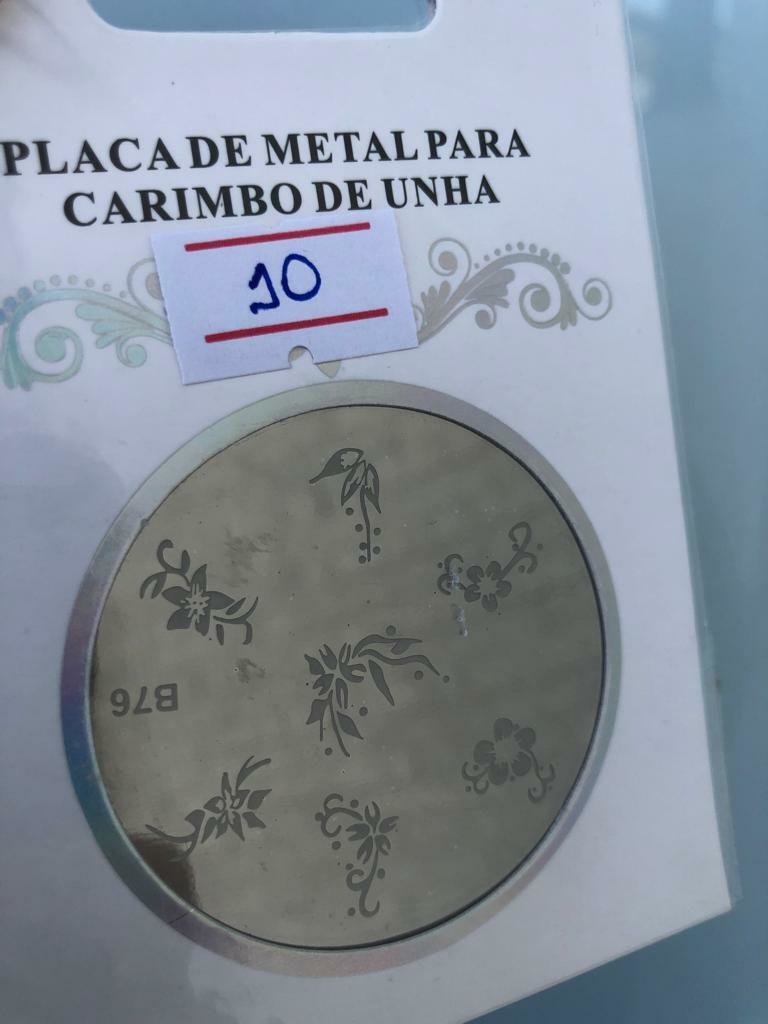 PLACA DE METAL PARA
CARIMBO DE UNHA
10
B76